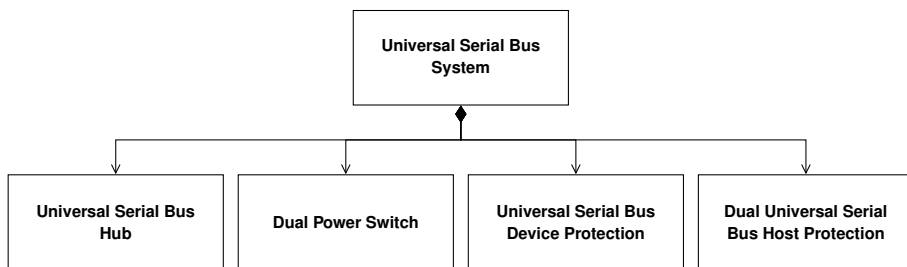 Universal Serial Bus
System
Universal Serial Bus
Hub
Dual Power Switch
Universal Serial Bus
Device Protection
Dual Universal Serial
Bus Host Protection